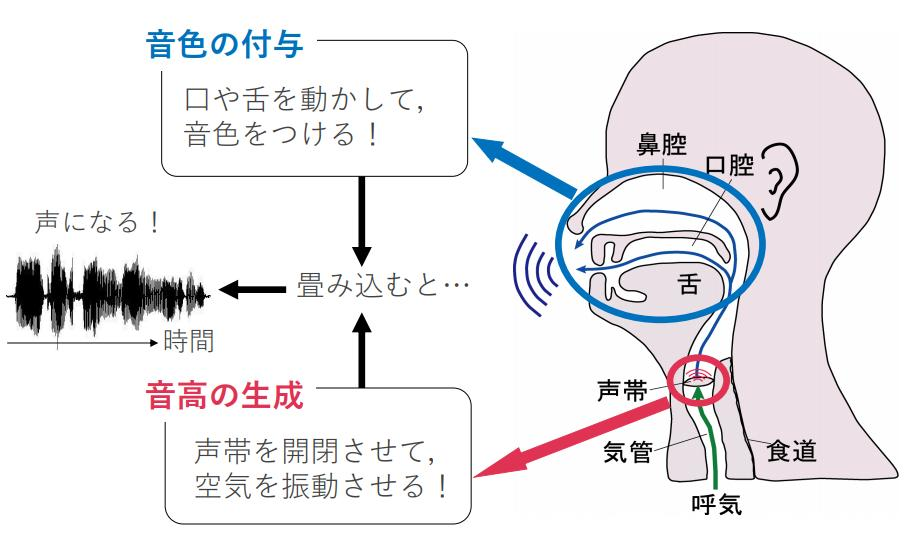 音色の付与
口や舌を動かして,
音色をつける！
声になる！
畳み込むと…
時間
音高の生成
声帯を開閉させて,
空気を振動させる！
鼻腔
口腔
舌
声帯
気管
食道
呼気